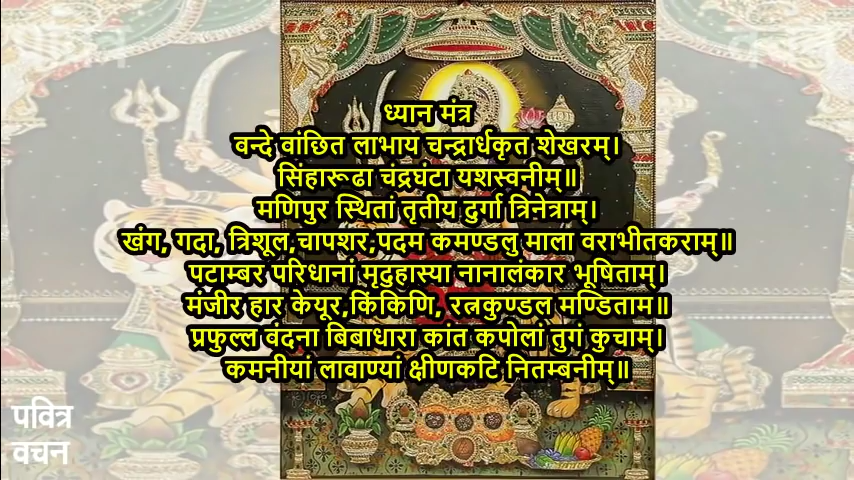 ध्यान मंत्र
वन्दे वांछित लाभाय चन्द्रार्धकृत शेखरम्।
सिंहारूढा चंद्रघंटा यशस्वनीम्॥
मणिपुर स्थितां तृतीय दुर्गा त्रिनेत्राम्।
खंग, गदा, त्रिशूल,चापशर,पदम कमण्डलु माला वराभीतकराम्॥
पटाम्बर परिधानां मृदुहास्या नानालंकार भूषिताम्।
मंजीर हार केयूर,किंकिणि, रत्नकुण्डल मण्डिताम॥
प्रफुल्ल वंदना बिबाधारा कांत कपोलां तुगं कुचाम्।
कमनीयां लावाण्यां क्षीणकटि नितम्बनीम्॥
पवित्र
वचन